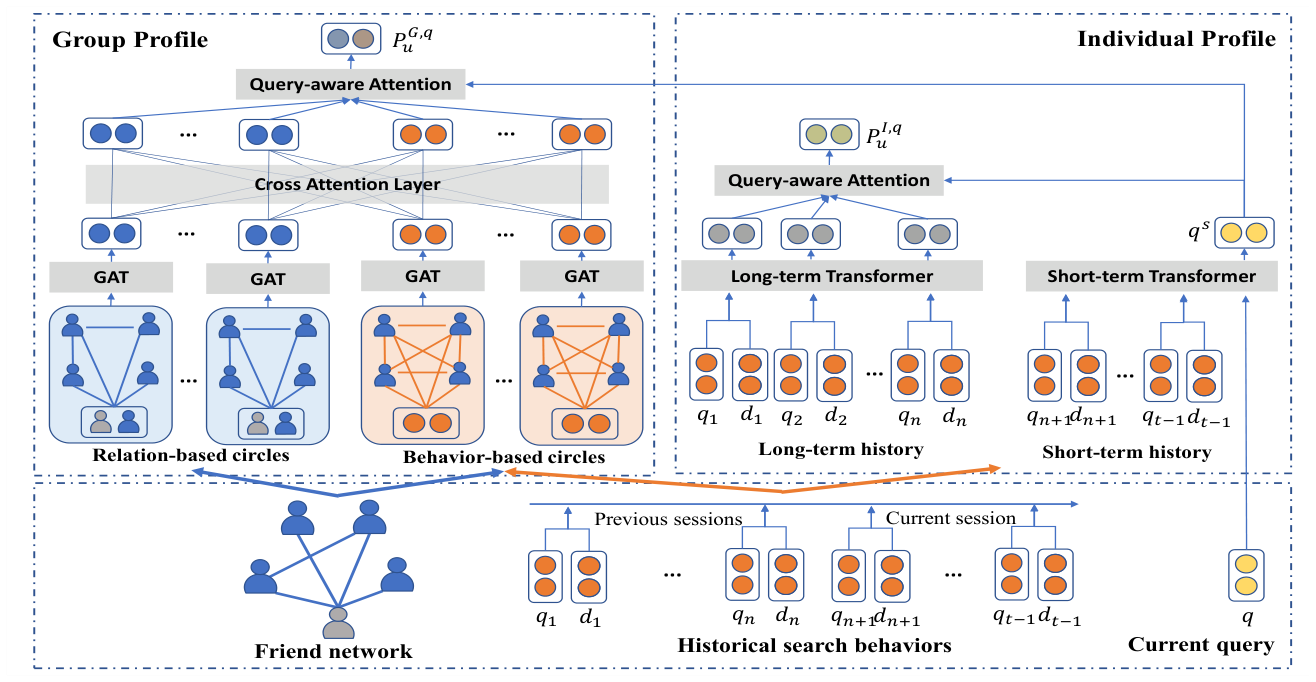 Group Profile
P_u^{G,q}
Individual Profile
Query-aware Attention
...
...
P_u^{I,q}
Cross Attention Layer
Query-aware Attention
...
...
q^s
GAT
GAT
GAT
GAT
Long-term Transformer
Short-term Transformer
...
...
...
...
q_1
d_1
q_2
d_2
q_n
d_n
q_{n+1}
d_{n+1}
q_{t-1}
d_{t-1}
Relation-based circles
Behavior-based circles
Long-term history
Short-term history
Previous sessions
Current session
...
...
q_1
d_1
q_n
d_n
q_{n+1}
d_{n+1}
q_{t-1}
d_{t-1}
q
Friend network
Historical search behaviors
Current query